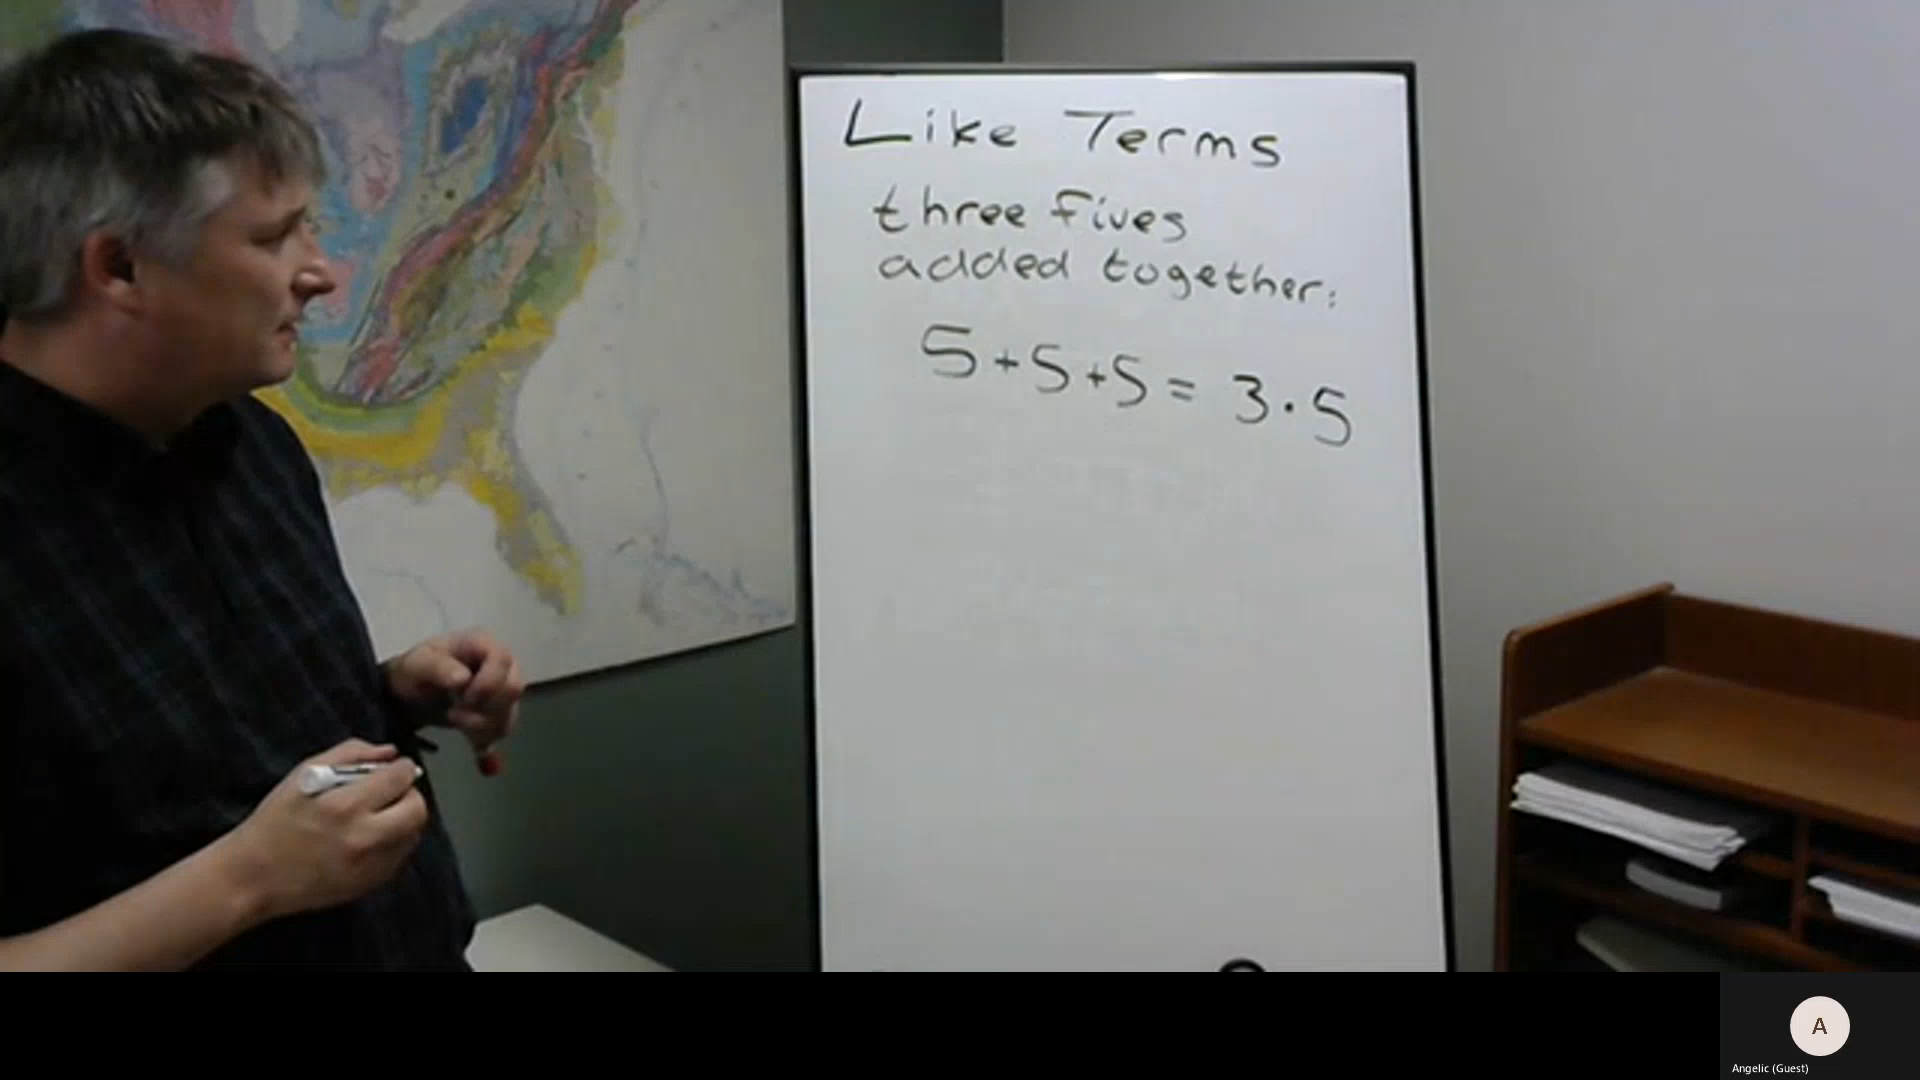 Like Terms
three fives
added together:
5+5+5 = 3·5
A
Angelic (Guest)